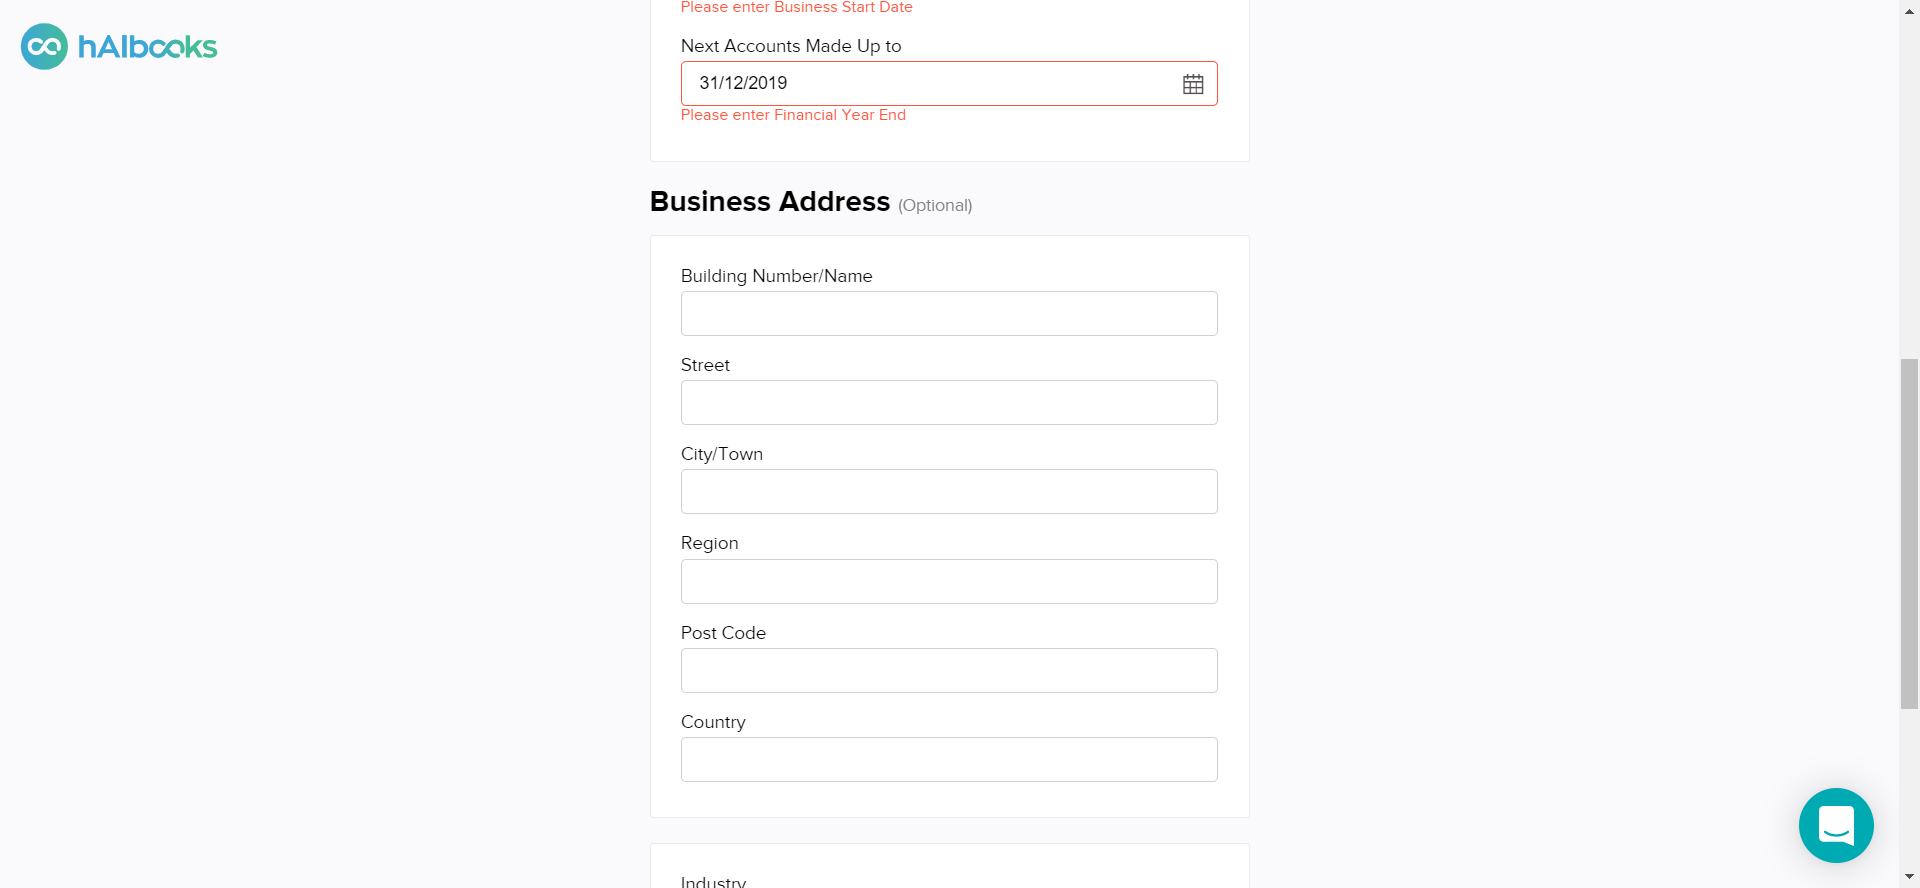 Please enter Business Start Date
hAIbooks
Next Accounts Made Up to
31/12/2019
Please enter Financial Year End
Business Address (Optional)
Building Number/Name
Street
City/Town
Region
Post Code
Country
Industry